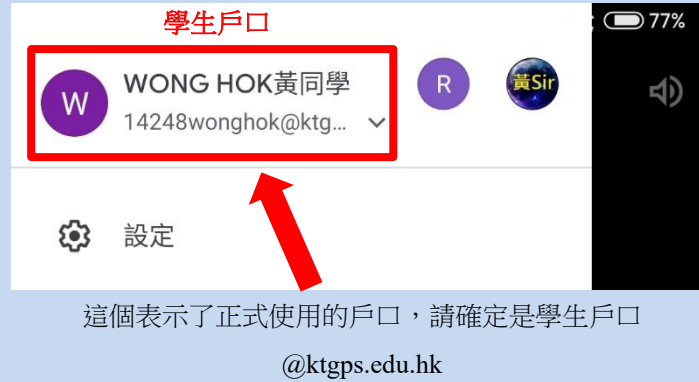 學生戶口
77%
W
WONG HOK黃同學
R
黃Sir
14248wonghok@ktg...
設定
這個表示了正式使用的戶口，請確定是學生戶口
@ktgps.edu.hk